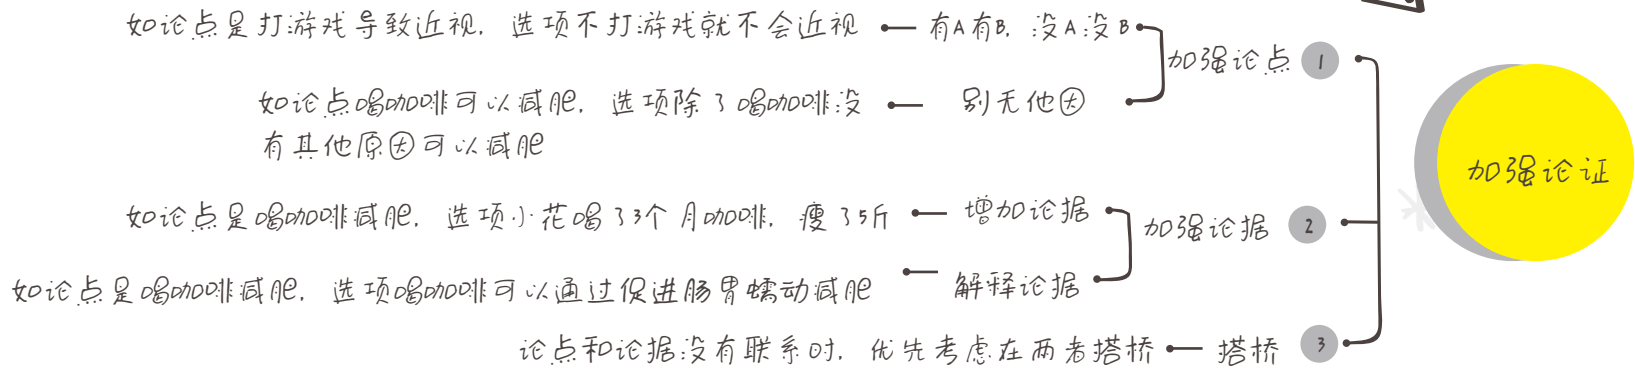 加强论证
1 加强论点
有A有B，没A没B
如论点是打游戏导致近视，选项不打游戏就不会近视
别无他因
如论点喝咖啡可以减肥，选项除了喝咖啡没
有其他原因可以减肥
2 加强论据
增加论据
如论点是喝咖啡减肥，选项小花喝了3个月咖啡，瘦了5斤
解释论据
如论点是喝咖啡减肥，选项喝咖啡可以通过促进肠胃蠕动减肥
3 搭桥
论点和论据没有联系时，优先考虑在两者搭桥